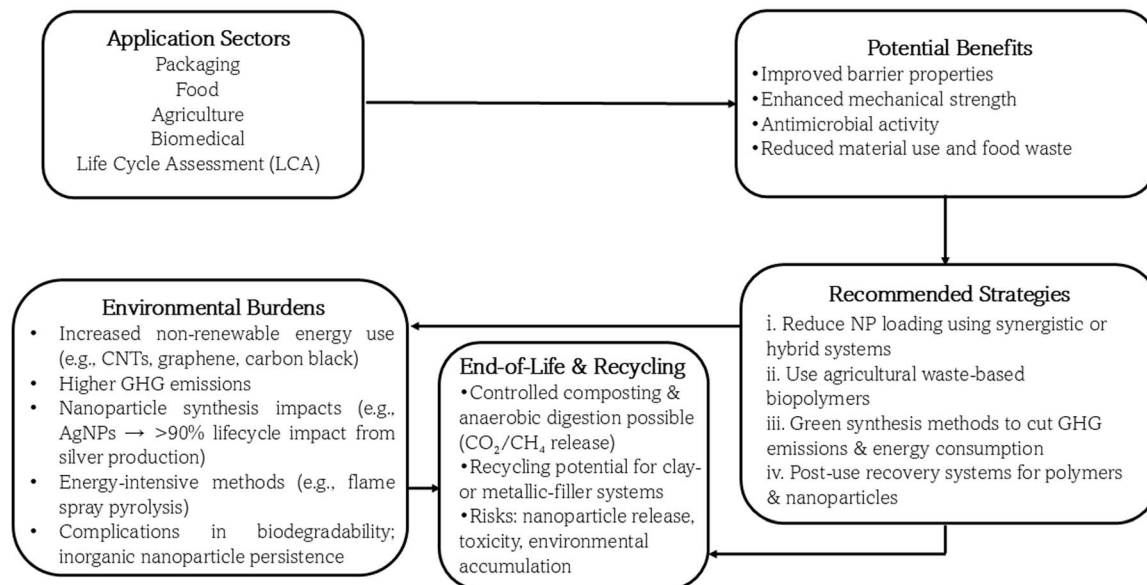 Application Sectors
Packaging
Food
Agriculture
Biomedical
Life Cycle Assessment (LCA)
Potential Benefits
•Improved barrier properties
•Enhanced mechanical strength
•Antimicrobial activity
•Reduced material use and food waste
Environmental Burdens
• Increased non-renewable energy use
(e.g., CNTs, graphene, carbon black)
• Higher GHG emissions
• Nanoparticle synthesis impacts (e.g.,
AgNPs → >90% lifecycle impact from
silver production)
• Energy-intensive methods (e.g., flame
spray pyrolysis)
• Complications in biodegradability;
inorganic nanoparticle persistence
End-of-Life & Recycling
•Controlled composting &
anaerobic digestion possible
(CO₂/CH₄ release)
•Recycling potential for clay-
or metallic-filler systems
•Risks: nanoparticle release,
toxicity, environmental
accumulation
Recommended Strategies
i. Reduce NP loading using synergistic or
hybrid systems
ii. Use agricultural waste-based
biopolymers
iii. Green synthesis methods to cut GHG
emissions & energy consumption
iv. Post-use recovery systems for polymers
& nanoparticles